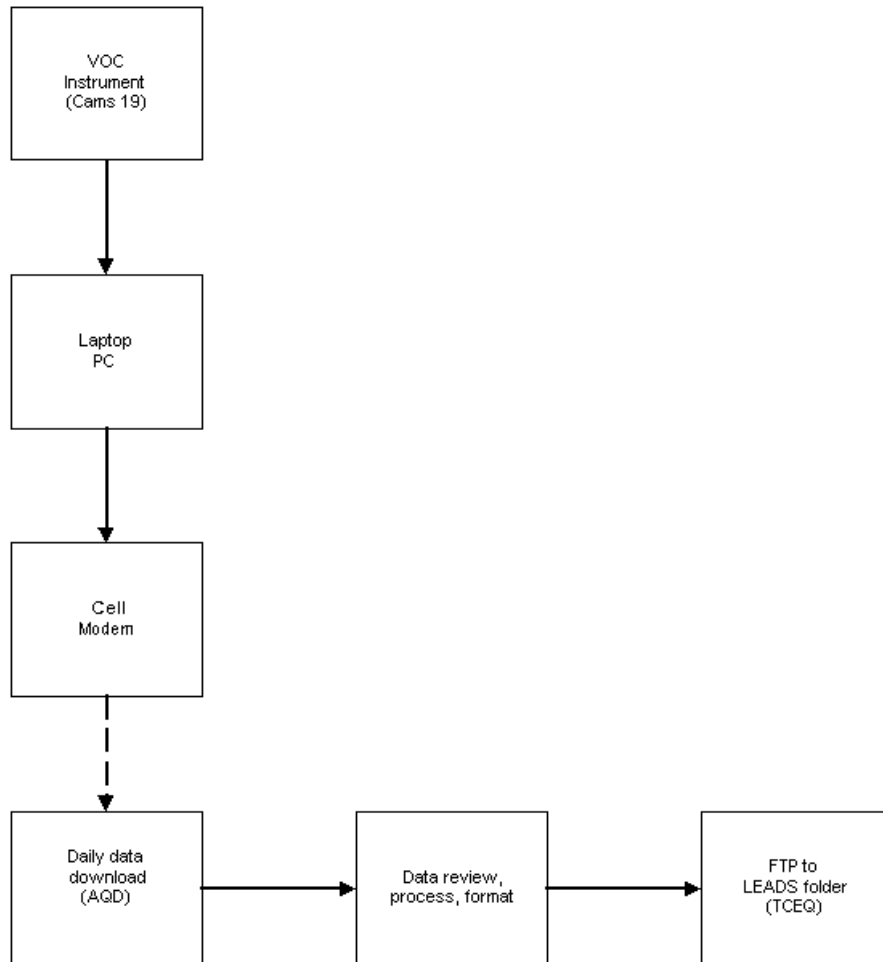 VOC
Instrument
(Cams 19)
Laptop
PC
Cell
Modem
Daily data
download
(AQD)
Data review,
process, format
FTP to
LEADS folder
(TCEQ)